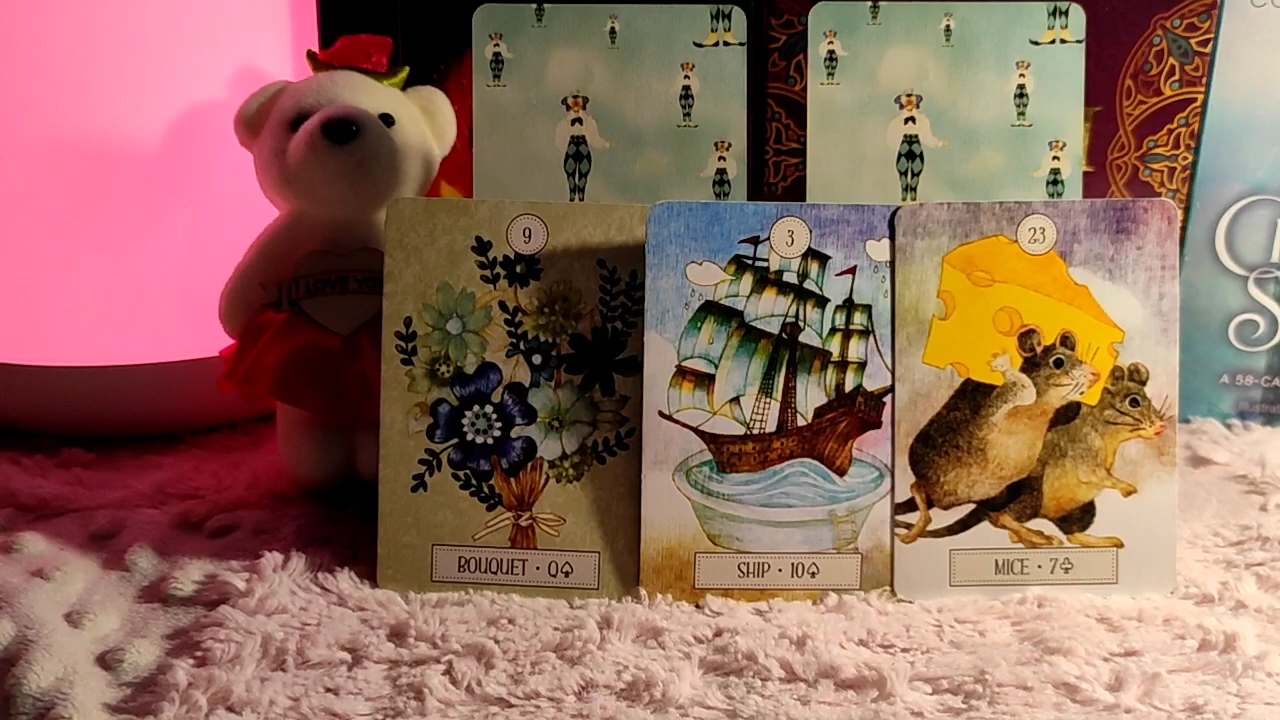 I LOVE YOU
9
BOUQUET · Q♤
3
SHIP · 10♤
23
MICE · 7♧
A 58-CA